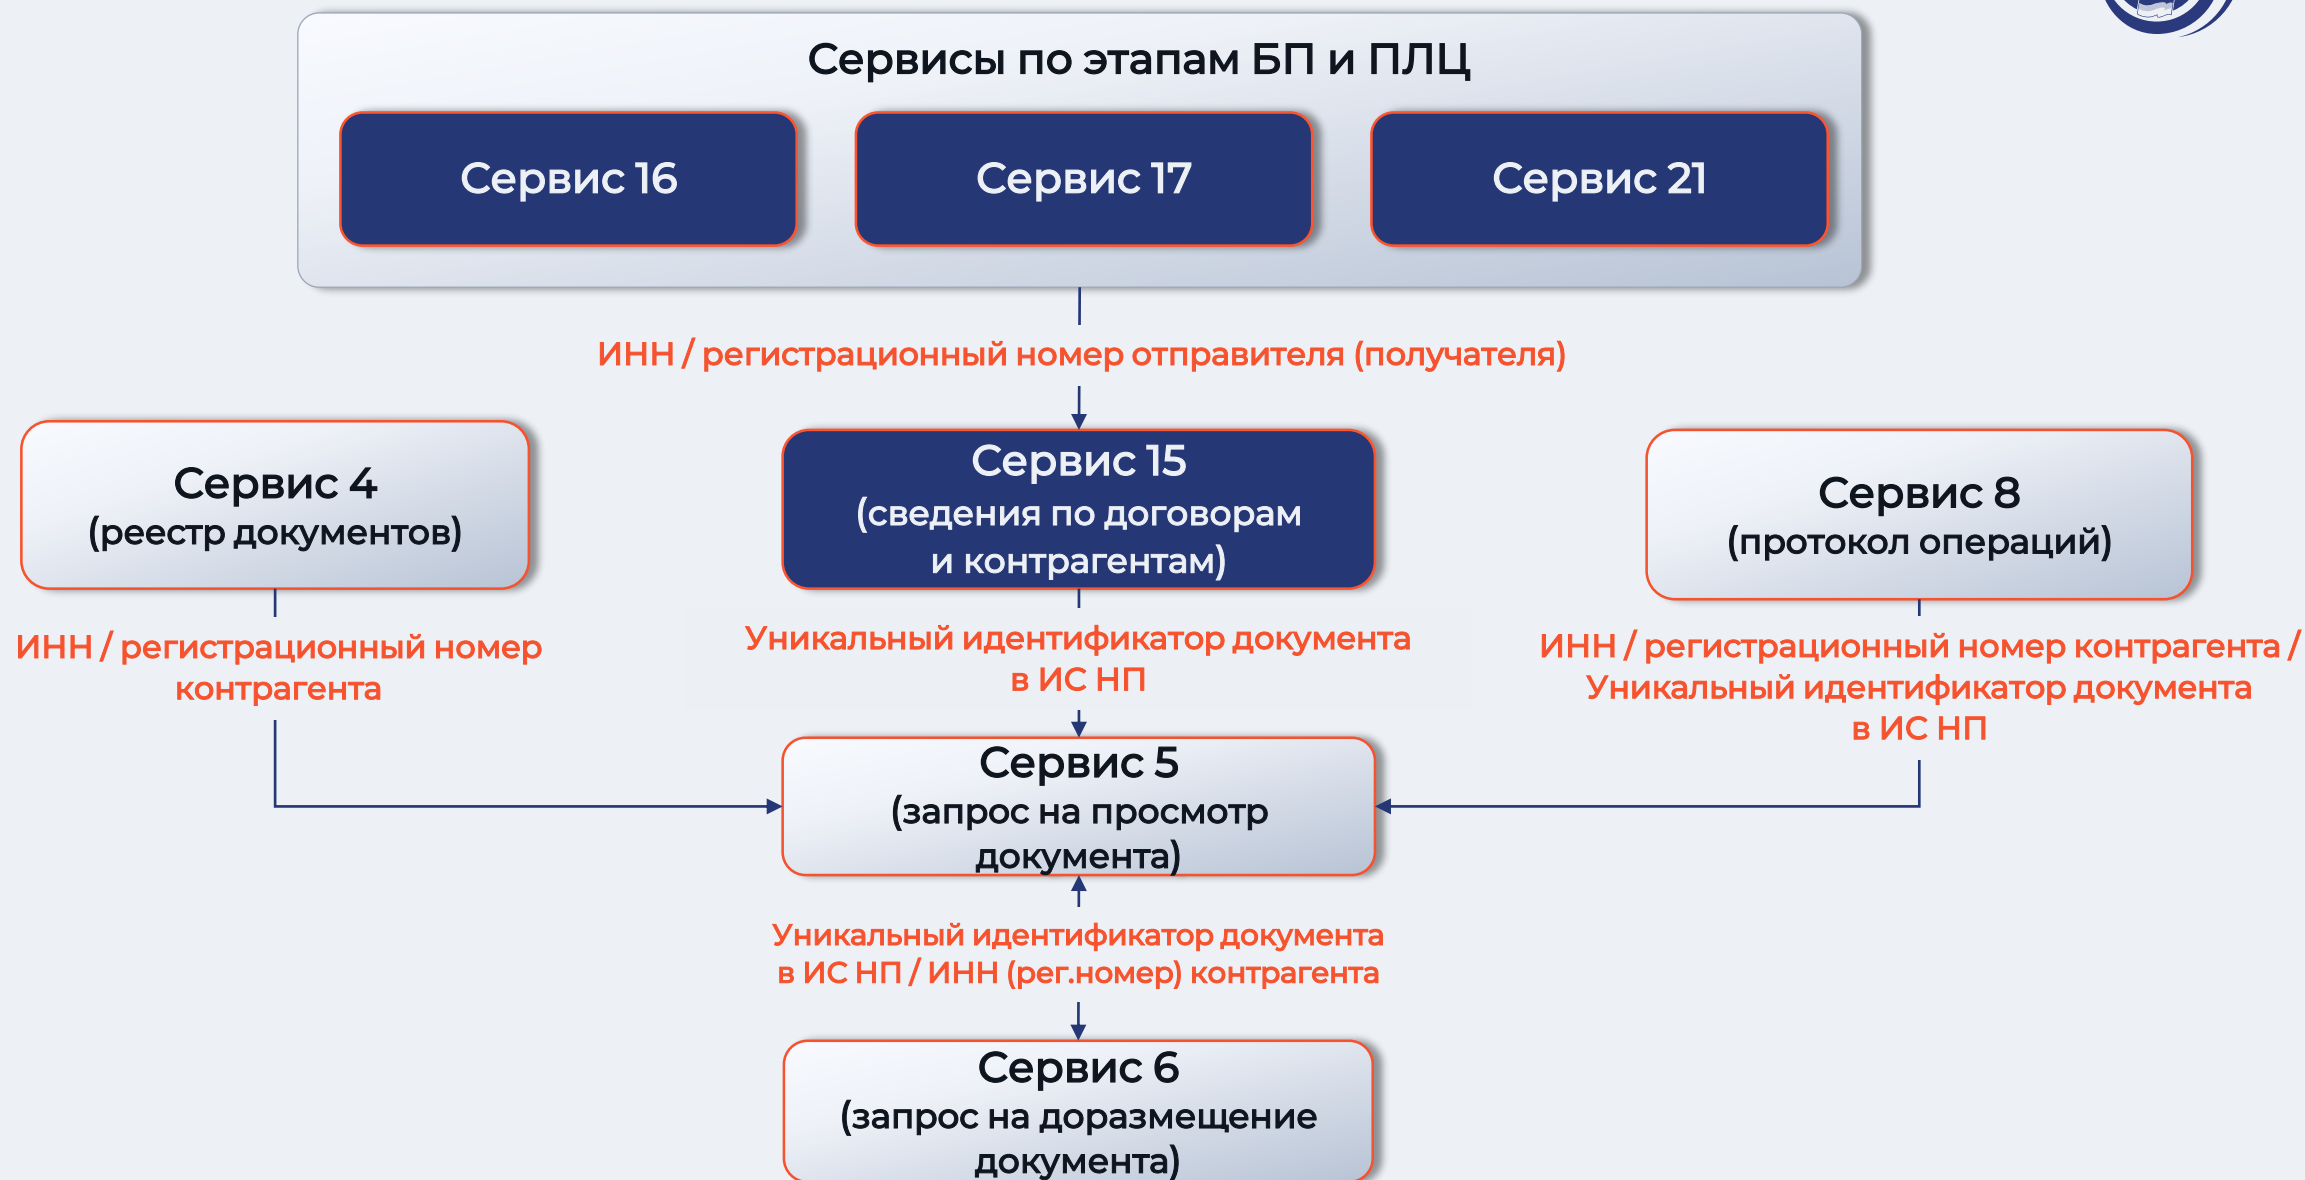 Сервисы по этапам БП и ПЛЦ
Сервис 16
Сервис 17
Сервис 21
ИНН / регистрационный номер отправителя (получателя)
Сервис 4
(реестр документов)
Сервис 15
(сведения по договорам
и контрагентам)
Сервис 8
(протокол операций)
ИНН / регистрационный номер
контрагента
Уникальный идентификатор документа
в ИС НП
ИНН / регистрационный номер контрагента /
Уникальный идентификатор документа
в ИС НП
Сервис 5
(запрос на просмотр
документа)
Уникальный идентификатор документа
в ИС НП / ИНН (рег.номер) контрагента
Сервис 6
(запрос на доразмещение
документа)